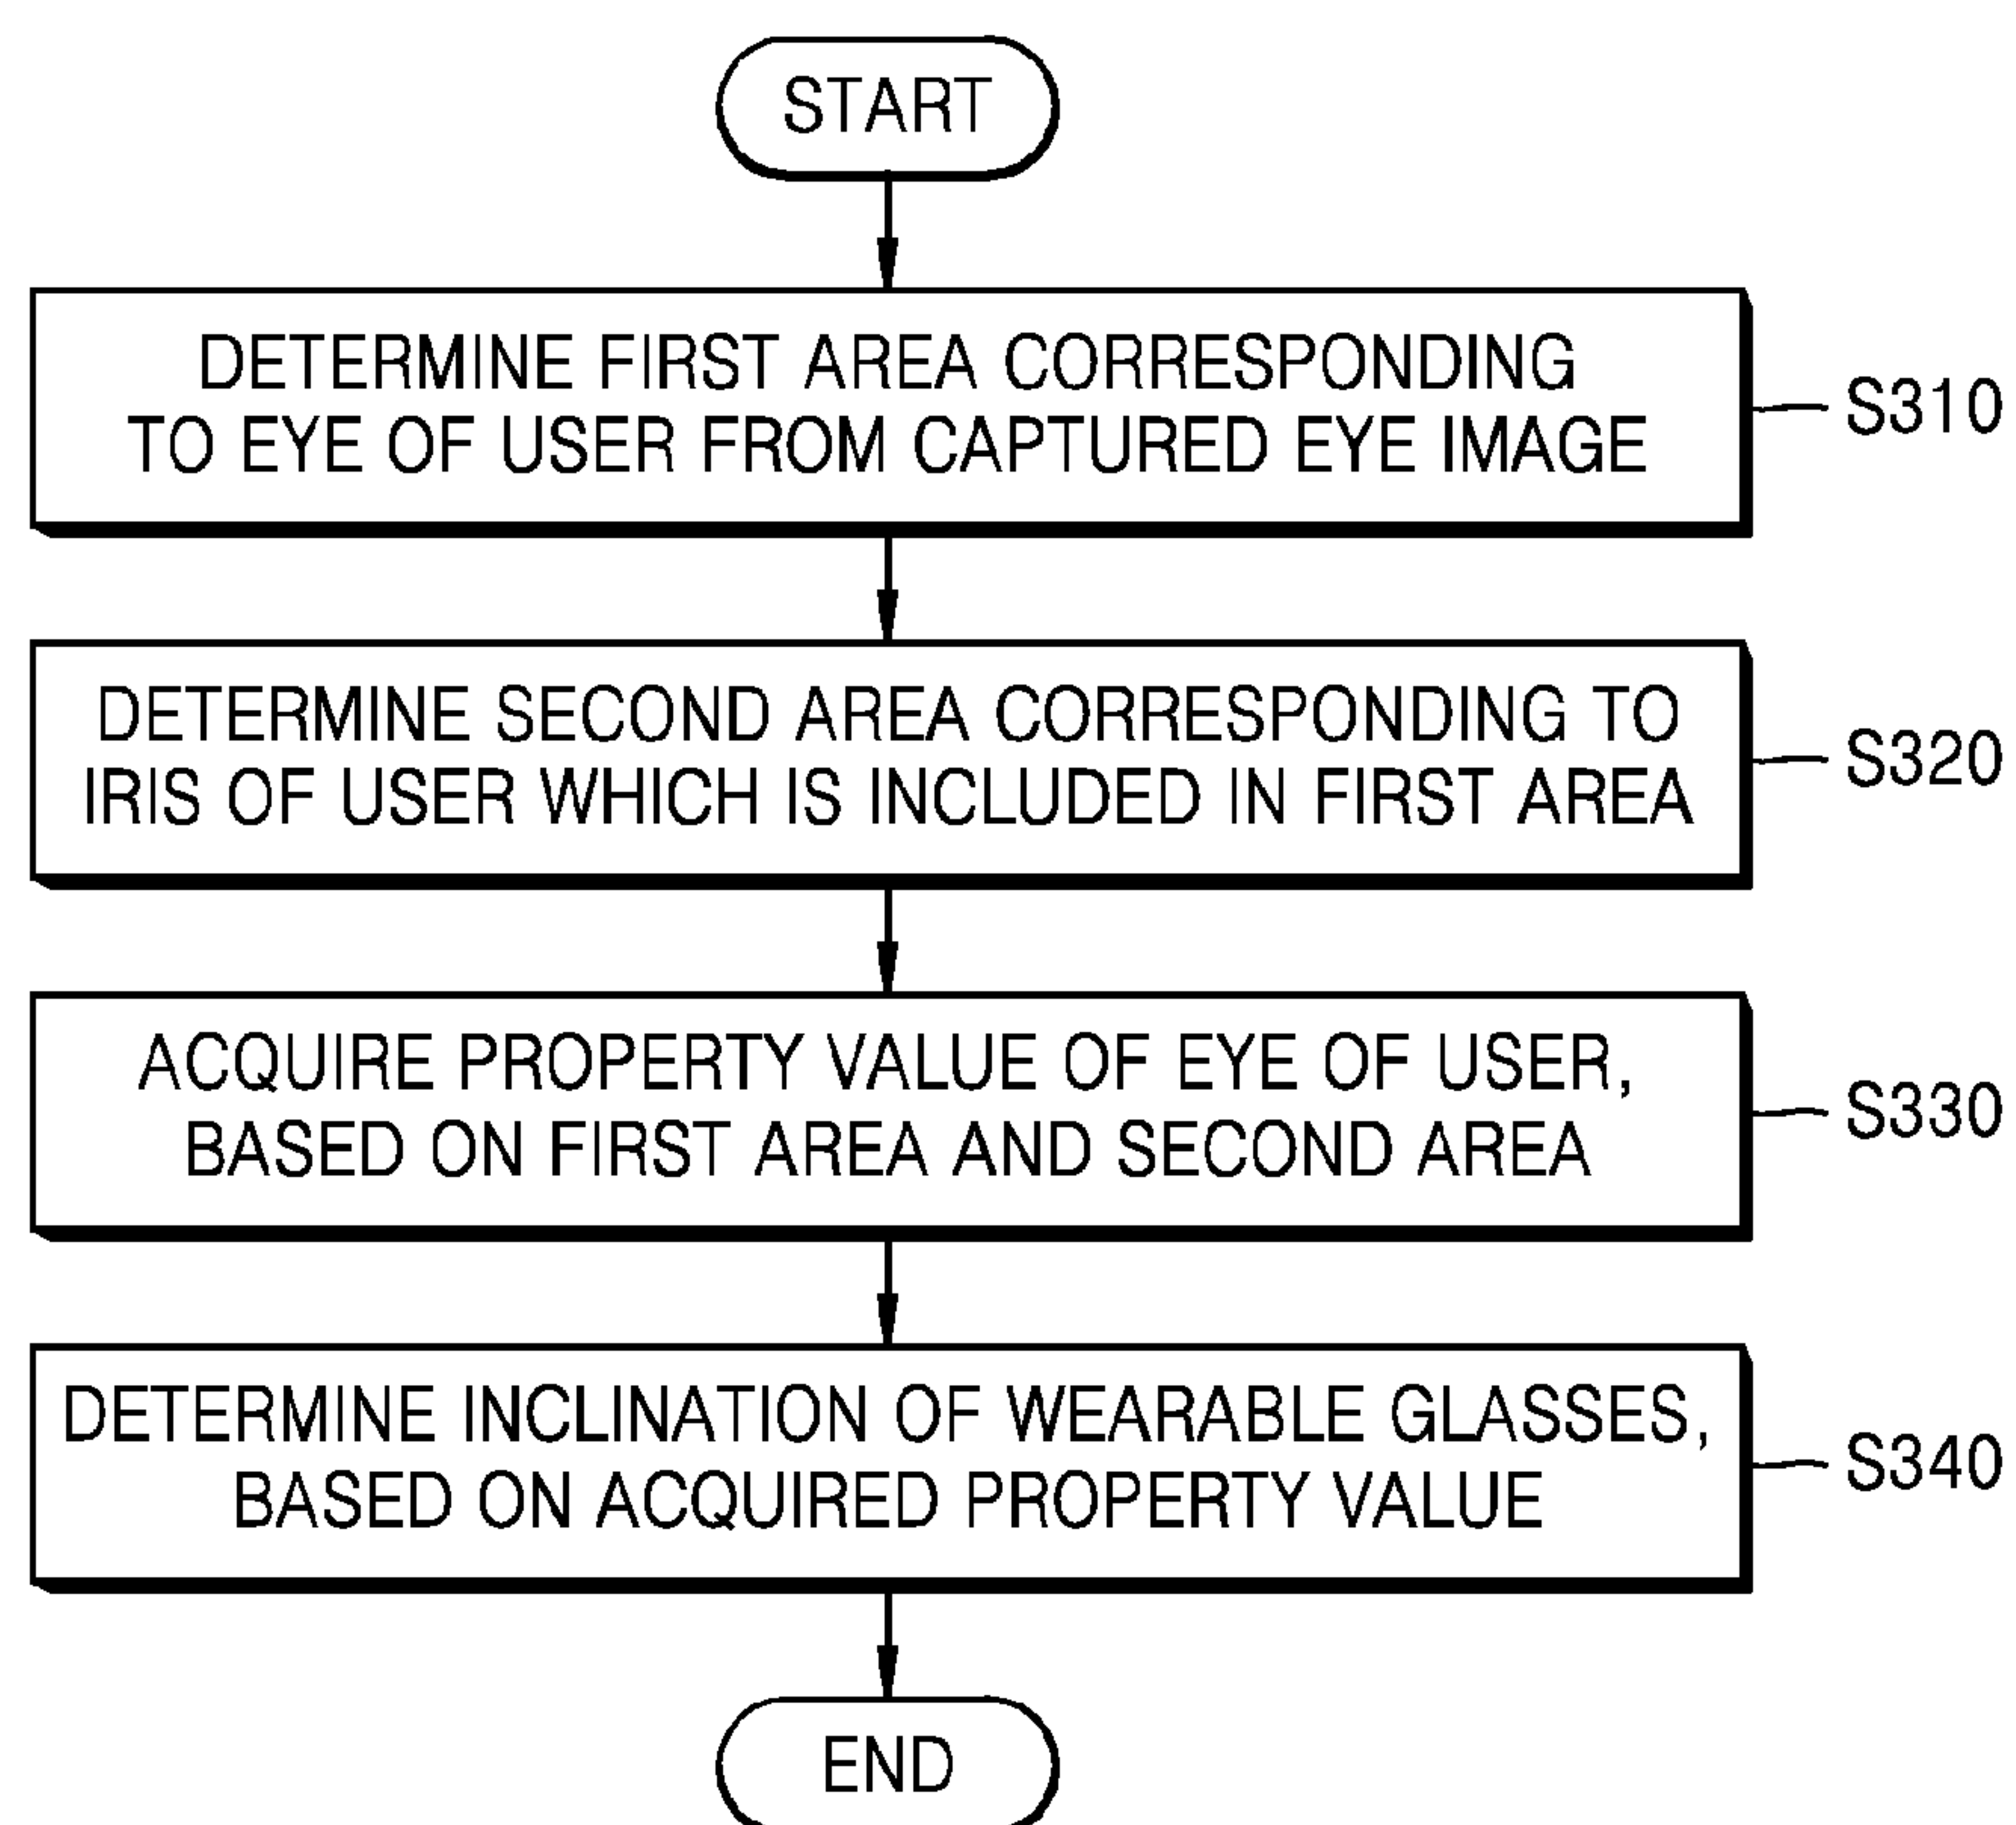 START
DETERMINE FIRST AREA CORRESPONDING
TO EYE OF USER FROM CAPTURED EYE IMAGE
S310
DETERMINE SECOND AREA CORRESPONDING TO
IRIS OF USER WHICH IS INCLUDED IN FIRST AREA
S320
ACQUIRE PROPERTY VALUE OF EYE OF USER,
BASED ON FIRST AREA AND SECOND AREA
S330
DETERMINE INCLINATION OF WEARABLE GLASSES,
BASED ON ACQUIRED PROPERTY VALUE
S340
END